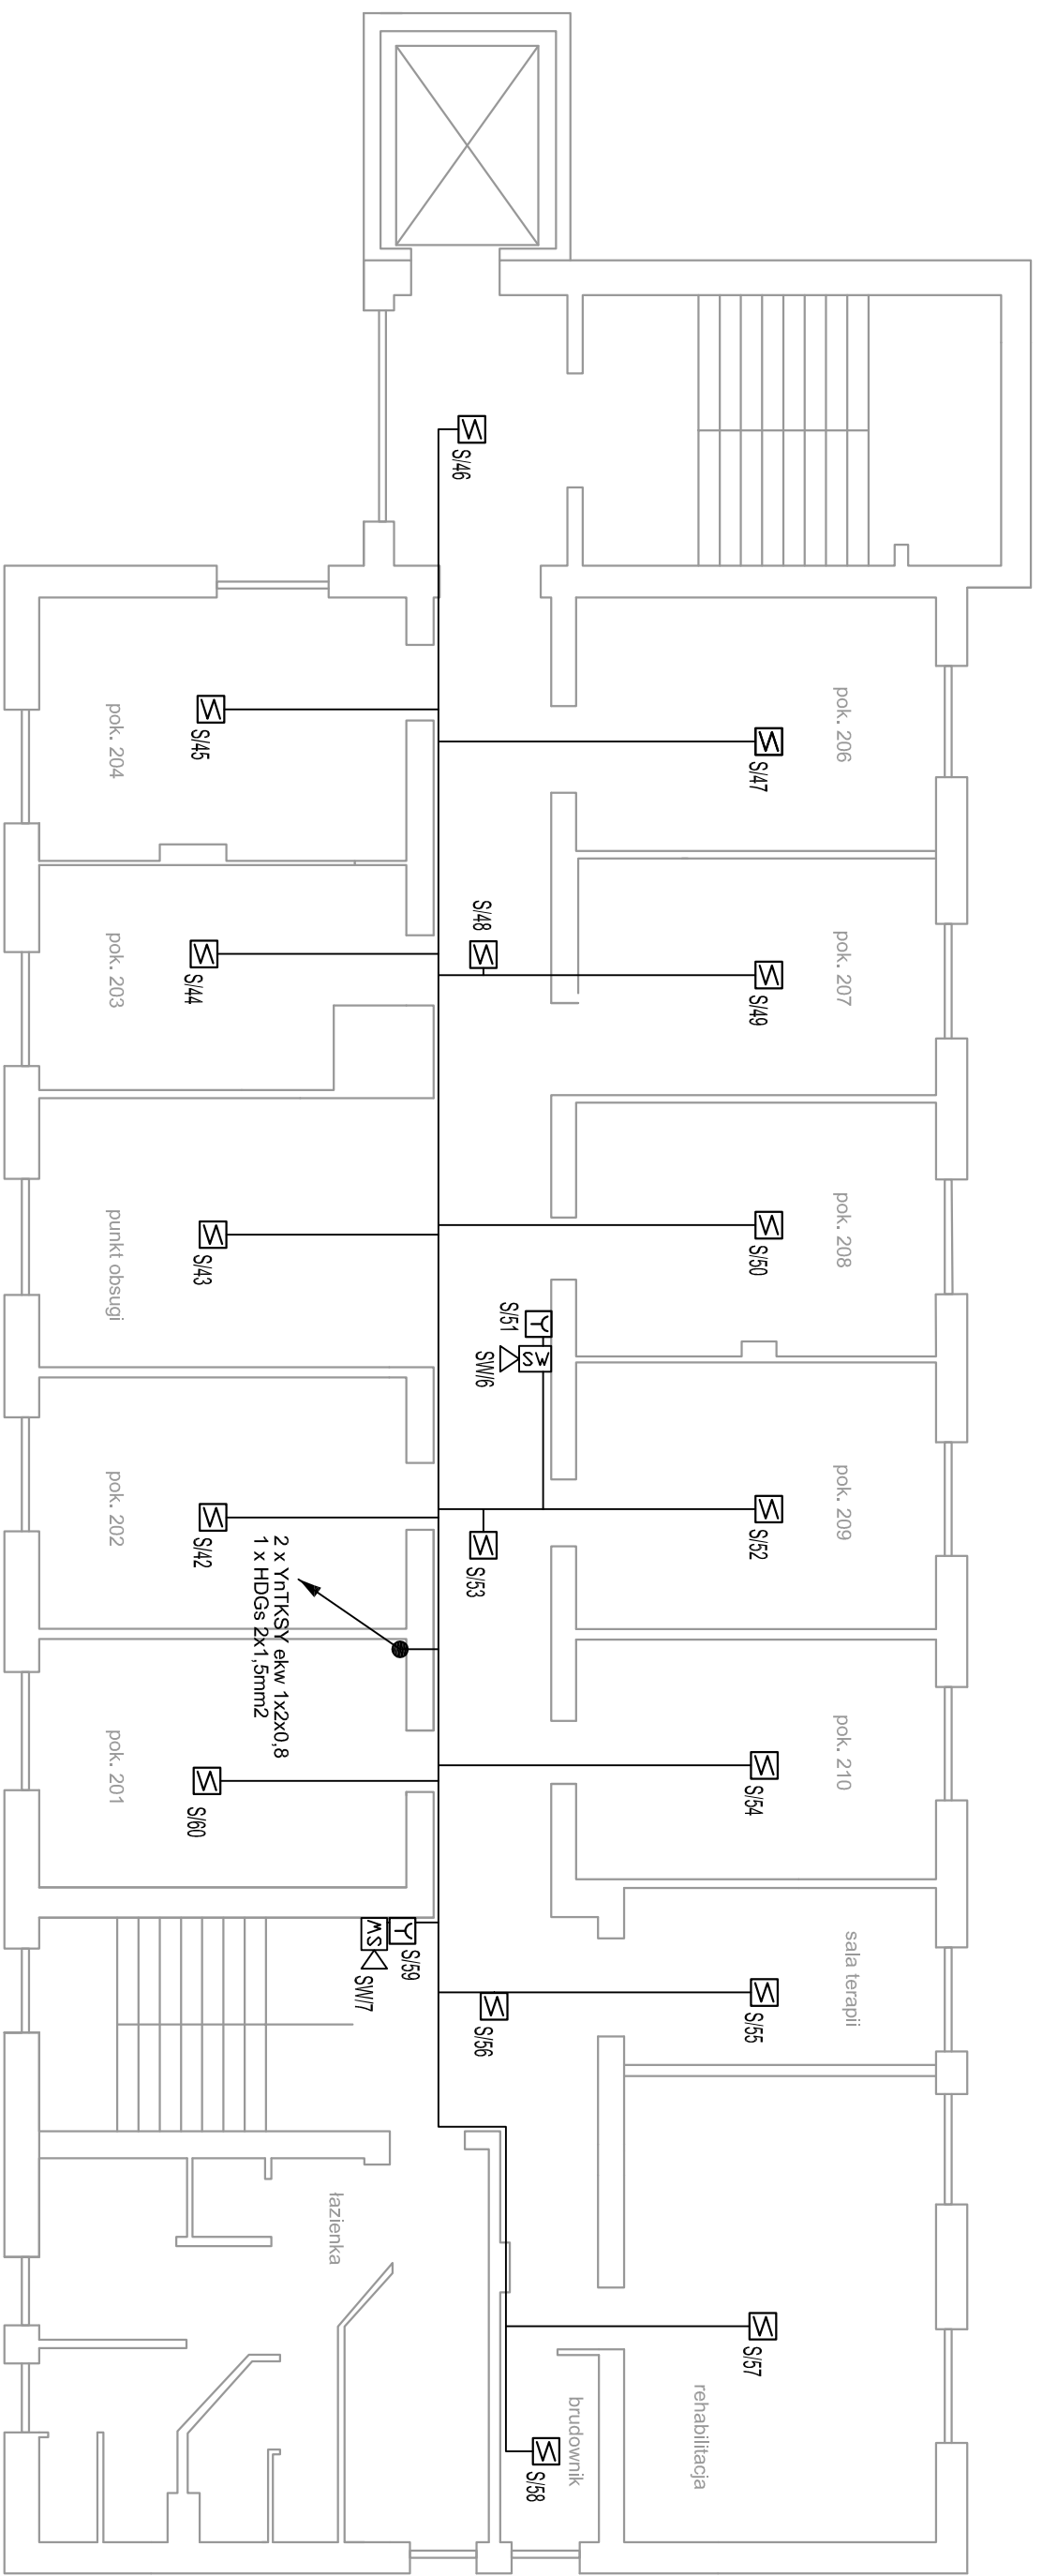 S/46
pok. 204
S/45
pok. 206
S/47
pok. 203
S/44
S/48
pok. 207
S/49
punkt obsugi
S/43
pok. 208
S/50
S/51
SW
SW/6
pok. 202
S/42
pok. 209
S/52
S/53
2 x YnTKSY ekw 1x2x0,8
1 x HDGs 2x1,5mm2
pok. 201
S/60
pok. 210
S/54
S/59
SW
SW/7
sala terapii
S/55
S/56
łazienka
S/57
rehabilitacja
brudownik
S/58